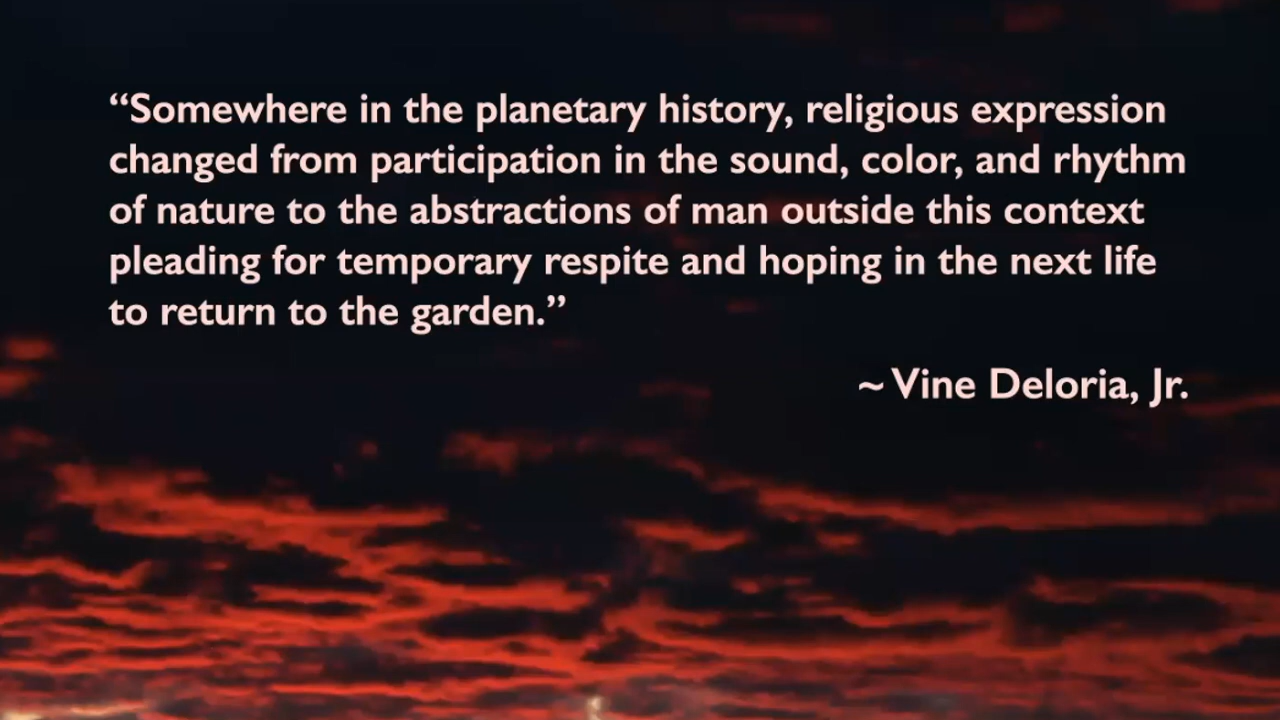 “Somewhere in the planetary history, religious expression
changed from participation in the sound, color, and rhythm
of nature to the abstractions of man outside this context
pleading for temporary respite and hoping in the next life
to return to the garden.”
~ Vine Deloria, Jr.